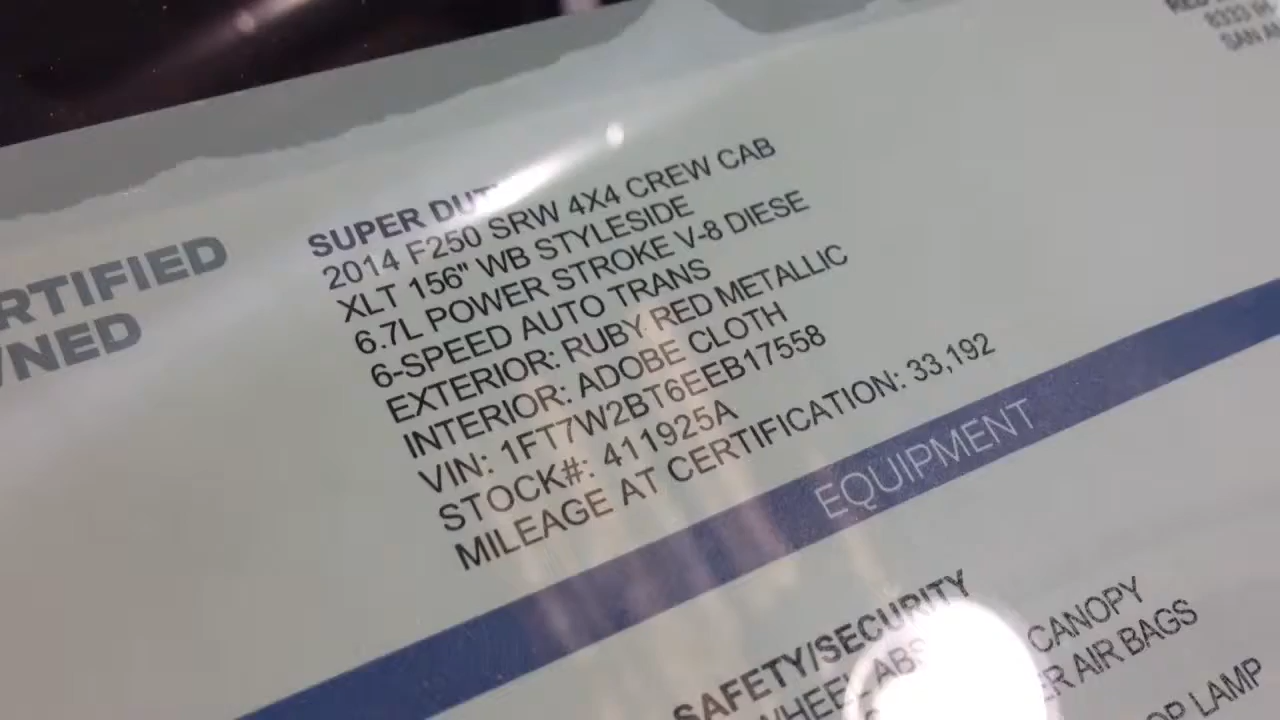 SUPER
2014 F250 SRW 4X4 CREW CAB
XLT 156" WB STYLESIDE
6.7L POWER STROKE V-8 DIESE
6-SPEED AUTO TRANS
EXTERIOR: RUBY RED METALLIC
INTERIOR: ADOBE CLOTH
VIN: 1FT7W2BT6EEB17558
STOCK#: 411925A
MILEAGE AT CERTIFICATION: 33,192
RTIFIED
NED
EQUIPMENT
SAFETY/SECURITY
CANOPY
AIR BAGS
LAMP
SAN